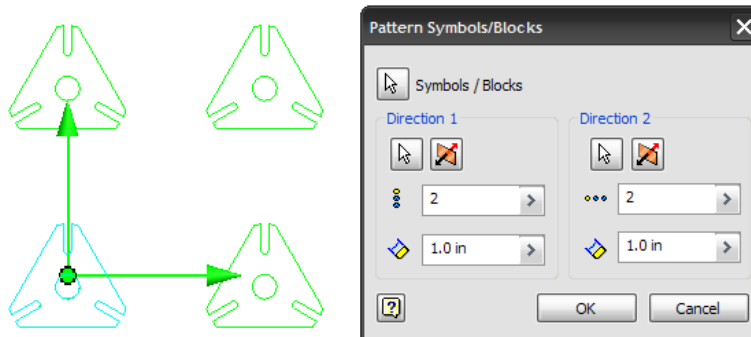 Pattern Symbols/Blocks
Symbols / Blocks
Direction 1
Direction 2
2
2
1.0 in
1.0 in
OK
Cancel